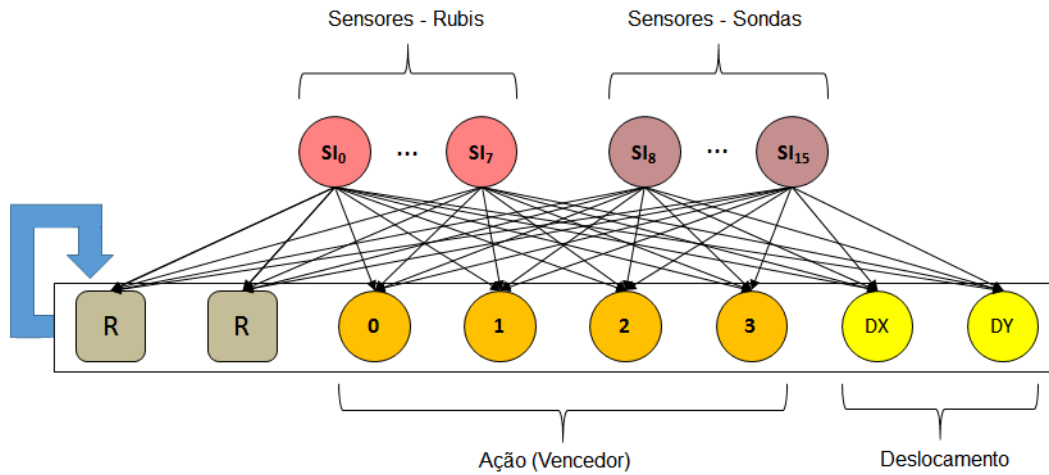 Sensores - Rubis Sensores - Sondas
SI0 ... SI7 SI8 ... SI15
R R 0 1 2 3 DX DY
Ação (Vencedor) Deslocamento